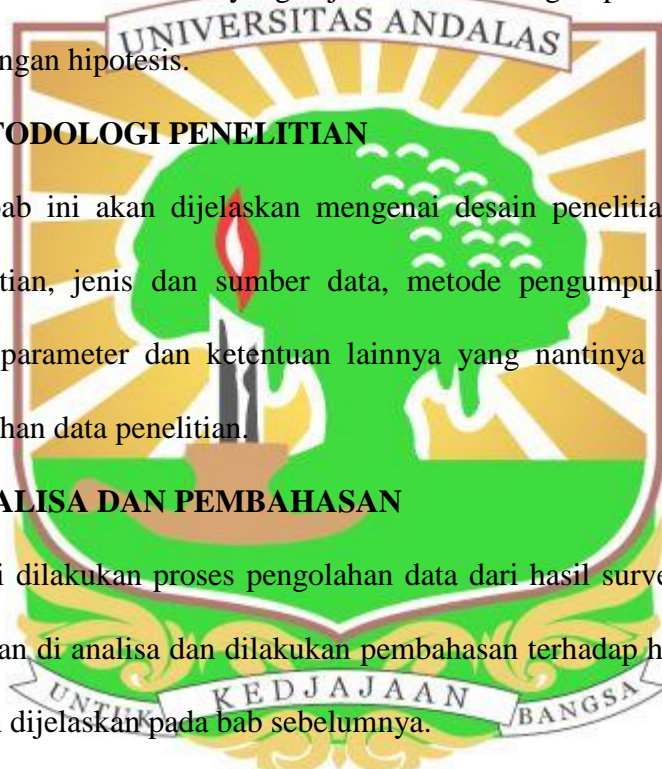 UNIVERSITAS ANDALAS
ngan hipotesis.
TODOLOGI PENELITIAN
bab ini akan dijelaskan mengenai desain penelitia
tian, jenis dan sumber data, metode pengumpul
parameter dan ketentuan lainnya yang nantinya
han data penelitian.
ALISA DAN PEMBAHASAN
i dilakukan proses pengolahan data dari hasil surve
an di analisa dan dilakukan pembahasan terhadap h
UNTUK KEDJAJAAN BANGSA
dijelaskan pada bab sebelumnya.